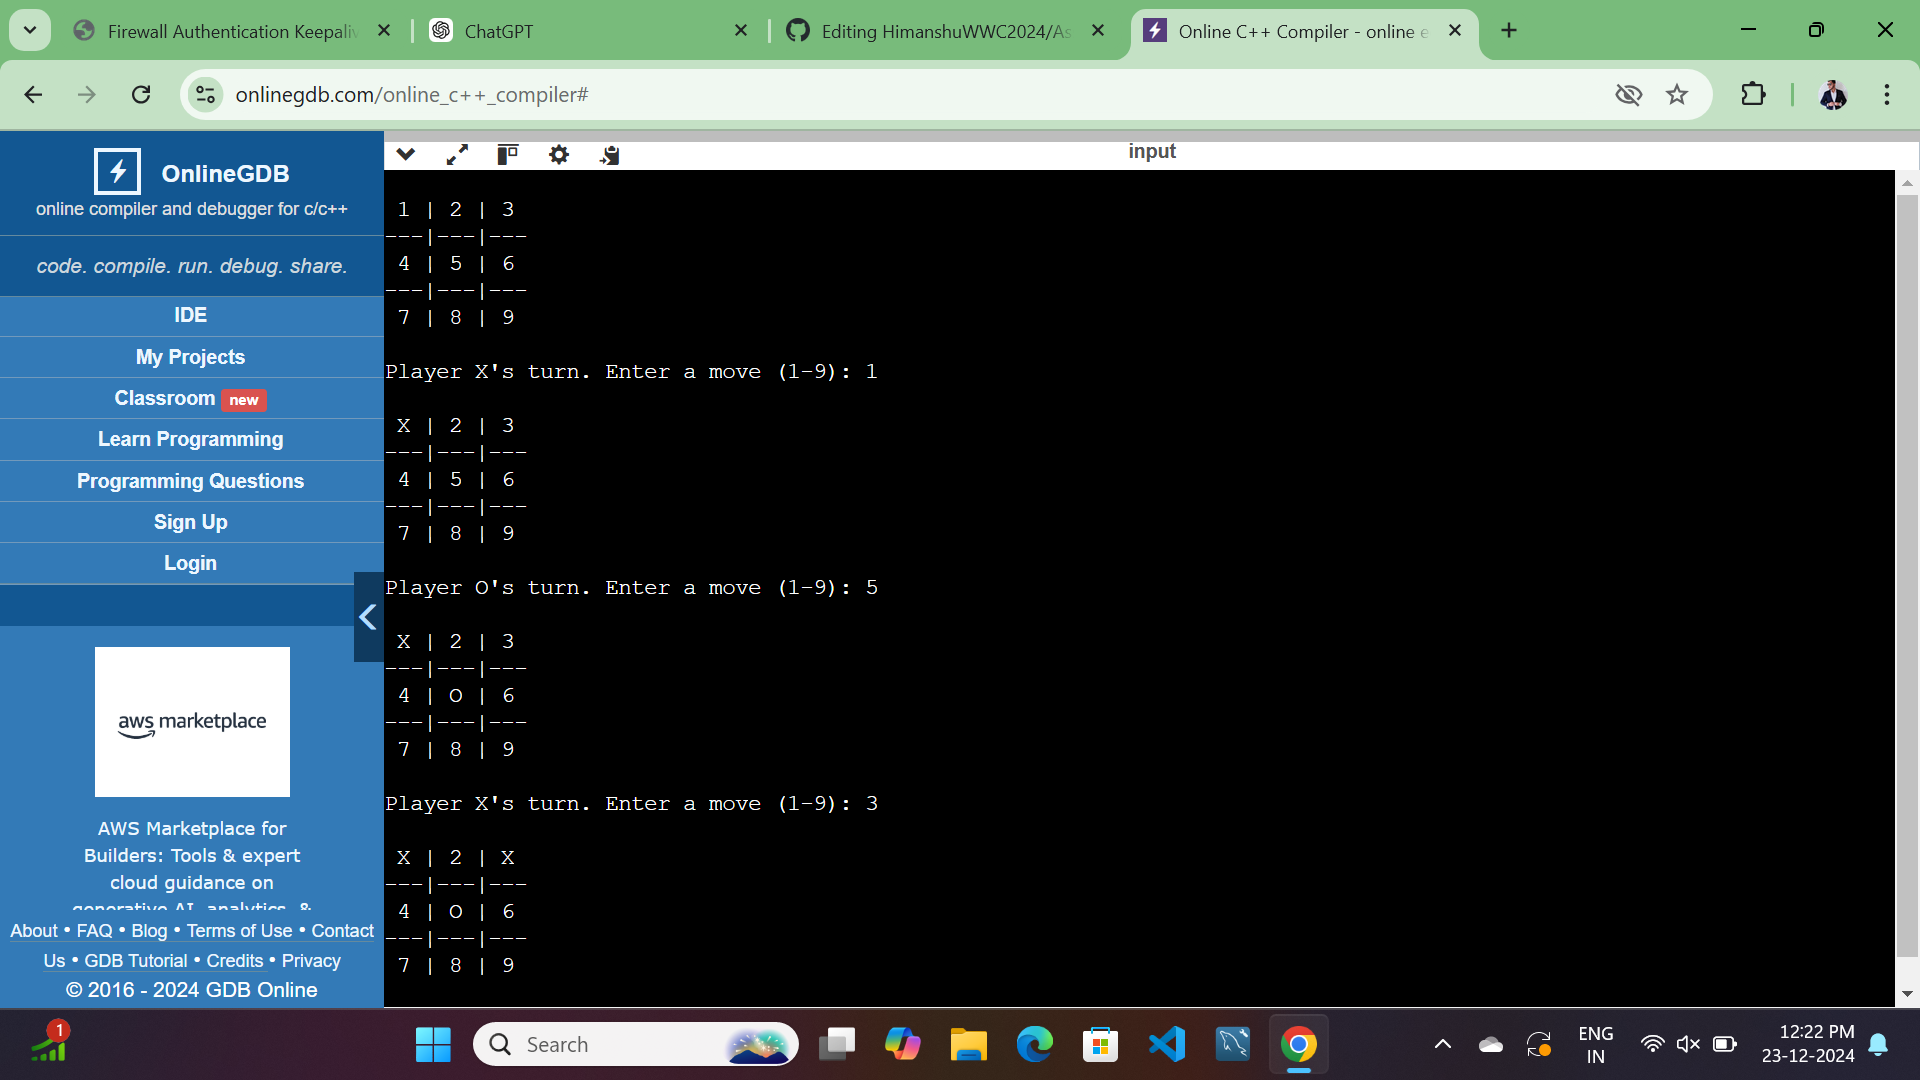 Firewall Authentication Keepaliv
ChatGPT
Editing HimanshuWWC2024/As
Online C++ Compiler - online e
onlinegdb.com/online_c++_compiler#
OnlineGDB
online compiler and debugger for c/c++
code. compile. run. debug. share.
IDE
My Projects
Classroom new
Learn Programming
Programming Questions
Sign Up
Login
aws marketplace
AWS Marketplace for
Builders: Tools & expert
cloud guidance on
generative AI, analytics, &
About • FAQ • Blog • Terms of Use • Contact
Us • GDB Tutorial • Credits • Privacy
© 2016 - 2024 GDB Online
input
1 | 2 | 3
---|---|---
4 | 5 | 6
---|---|---
7 | 8 | 9
Player X's turn. Enter a move (1-9): 1
X | 2 | 3
---|---|---
4 | 5 | 6
---|---|---
7 | 8 | 9
Player O's turn. Enter a move (1-9): 5
X | 2 | 3
---|---|---
4 | O | 6
---|---|---
7 | 8 | 9
Player X's turn. Enter a move (1-9): 3
X | 2 | X
---|---|---
4 | O | 6
---|---|---
7 | 8 | 9
1
Search
ENG
IN
12:22 PM
23-12-2024